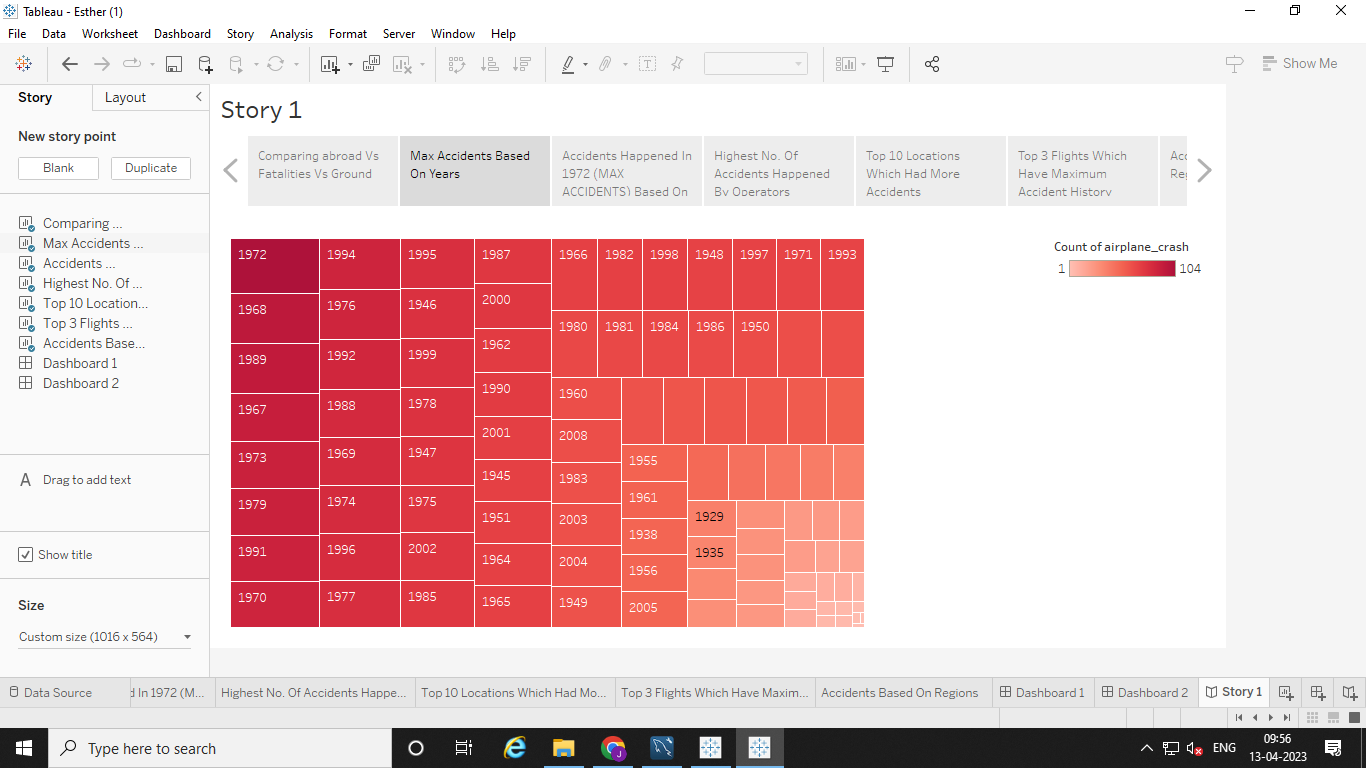 Tableau - Esther (1)
File Data Worksheet Dashboard Story Analysis Format Server Window Help
Show Me
Story Layout
New story point
Blank Duplicate
Comparing ...
Max Accidents ...
Accidents ...
Highest No. Of ...
Top 10 Location...
Top 3 Flights ...
Accidents Base...
Dashboard 1
Dashboard 2
A Drag to add text
Show title
Size
Custom size (1016 x 564)
Story 1
Comparing abroad Vs
Fatalities Vs Ground
Max Accidents Based
On Years
Accidents Happened In
1972 (MAX
ACCIDENTS) Based On
Highest No. Of
Accidents Happened
By Operators
Top 10 Locations
Which Had More
Accidents
Top 3 Flights Which
Have Maximum
Accident History
Acc
Reg
1972
1968
1989
1967
1973
1979
1991
1970
1994
1976
1992
1988
1969
1974
1996
1977
1995
1946
1999
1978
1947
1975
2002
1985
1987
2000
1962
1990
2001
1945
1951
1964
1965
1966 1982 1998 1948 1997 1971 1993
1980 1981 1984 1986 1950
1960
2008
1983
2003
2004
1949
1955
1961
1938
1956
2005
1929
1935
Count of airplane_crash
1 104
Data Source d In 1972 (M... Highest No. Of Accidents Happe... Top 10 Locations Which Had Mo... Top 3 Flights Which Have Maxim... Accidents Based On Regions Dashboard 1 Dashboard 2 Story 1
Type here to search
J
ENG
09:56
13-04-2023